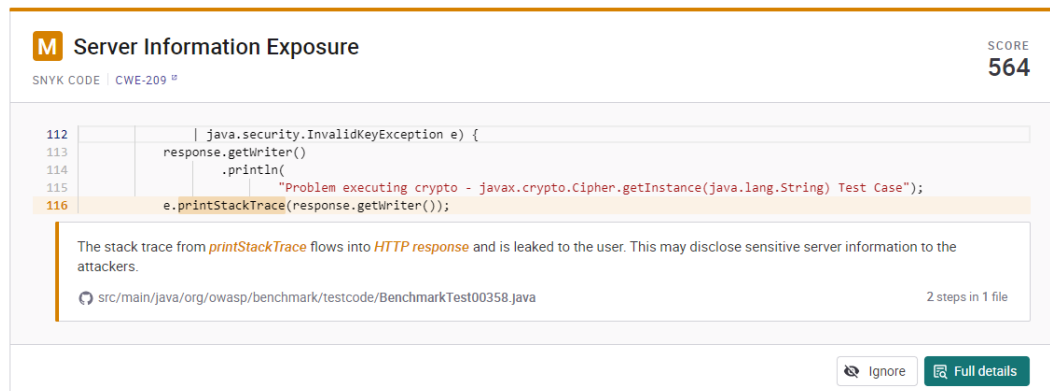 M Server Information Exposure
SCORE
564
SNYK CODE | CWE-209
112 | java.security.InvalidKeyException e) {
113 response.getWriter()
114 .println(
115 "Problem executing crypto - javax.crypto.Cipher.getInstance(java.lang.String) Test Case");
116 e.printStackTrace(response.getWriter());
The stack trace from printStackTrace flows into HTTP response and is leaked to the user. This may disclose sensitive server information to the
attackers.
src/main/java/org/owasp/benchmark/testcode/BenchmarkTest00358.java
2 steps in 1 file
Ignore
Full details